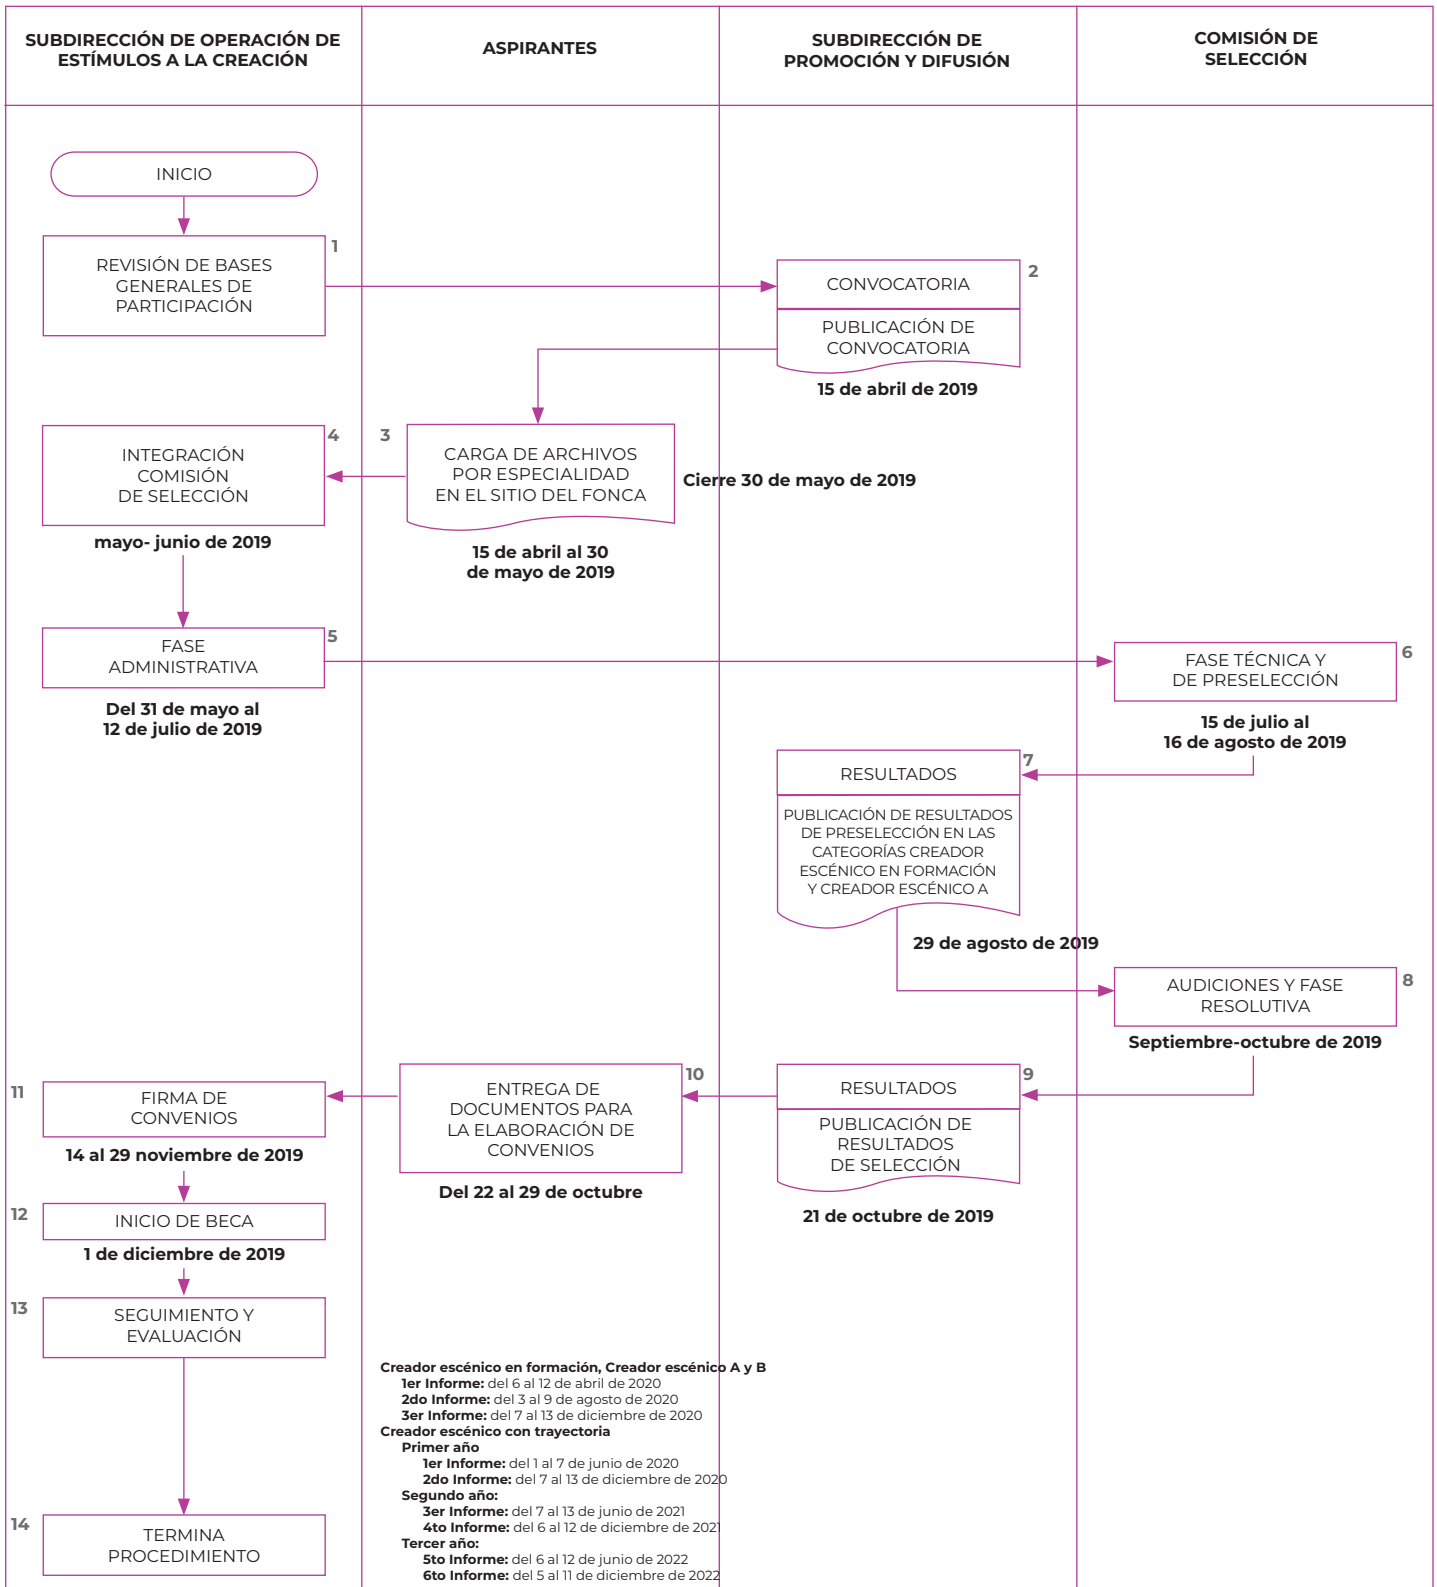 SUBDIRECCIÓN DE OPERACIÓN DE
ESTÍMULOS A LA CREACIÓN
ASPIRANTES
SUBDIRECCIÓN DE
PROMOCIÓN Y DIFUSIÓN
COMISIÓN DE
SELECCIÓN
INICIO
1
REVISIÓN DE BASES
GENERALES DE
PARTICIPACIÓN
2
CONVOCATORIA
PUBLICACIÓN DE
CONVOCATORIA
15 de abril de 2019
3
CARGA DE ARCHIVOS
POR ESPECIALIDAD
EN EL SITIO DEL FONCA
Cierre 30 de mayo de 2019
15 de abril al 30
de mayo de 2019
4
INTEGRACIÓN
COMISIÓN
DE SELECCIÓN
mayo- junio de 2019
5
FASE
ADMINISTRATIVA
Del 31 de mayo al
12 de julio de 2019
6
FASE TÉCNICA Y
DE PRESELECCIÓN
15 de julio al
16 de agosto de 2019
7
RESULTADOS
PUBLICACIÓN DE RESULTADOS
DE PRESELECCIÓN EN LAS
CATEGORÍAS CREADOR
ESCÉNICO EN FORMACIÓN
Y CREADOR ESCÉNICO A
29 de agosto de 2019
8
AUDICIONES Y FASE
RESOLUTIVA
Septiembre-octubre de 2019
9
RESULTADOS
PUBLICACIÓN DE
RESULTADOS
DE SELECCIÓN
21 de octubre de 2019
10
ENTREGA DE
DOCUMENTOS PARA
LA ELABORACIÓN DE
CONVENIOS
Del 22 al 29 de octubre
11
FIRMA DE
CONVENIOS
14 al 29 noviembre de 2019
12
INICIO DE BECA
1 de diciembre de 2019
13
SEGUIMIENTO Y
EVALUACIÓN
Creador escénico en formación, Creador escénico A y B
1er Informe: del 6 al 12 de abril de 2020
2do Informe: del 3 al 9 de agosto de 2020
3er Informe: del 7 al 13 de diciembre de 2020
Creador escénico con trayectoria
Primer año
1er Informe: del 1 al 7 de junio de 2020
2do Informe: del 7 al 13 de diciembre de 2020
Segundo año:
3er Informe: del 7 al 13 de junio de 2021
4to Informe: del 6 al 12 de diciembre de 2021
Tercer año:
5to Informe: del 6 al 12 de junio de 2022
6to Informe: del 5 al 11 de diciembre de 2022
14
TERMINA
PROCEDIMIENTO